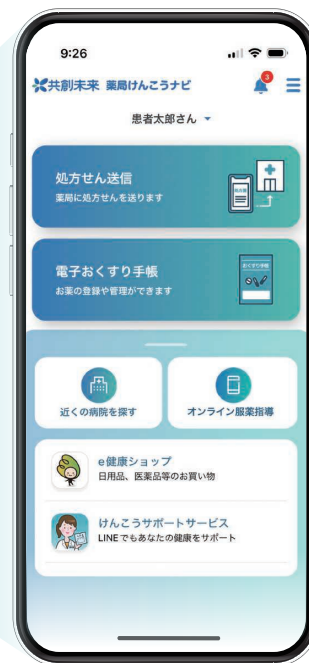 9:26
共創未来 薬局けんこうナビ
3
患者太郎さん
処方せん送信
薬局に処方せんを送ります
電子おくすり手帳
お薬の登録や管理ができます
おくすり手帳
近くの病院を探す
オンライン服薬指導
e健康ショップ
日用品、医薬品等のお買い物
けんこうサポートサービス
LINEでもあなたの健康をサポート